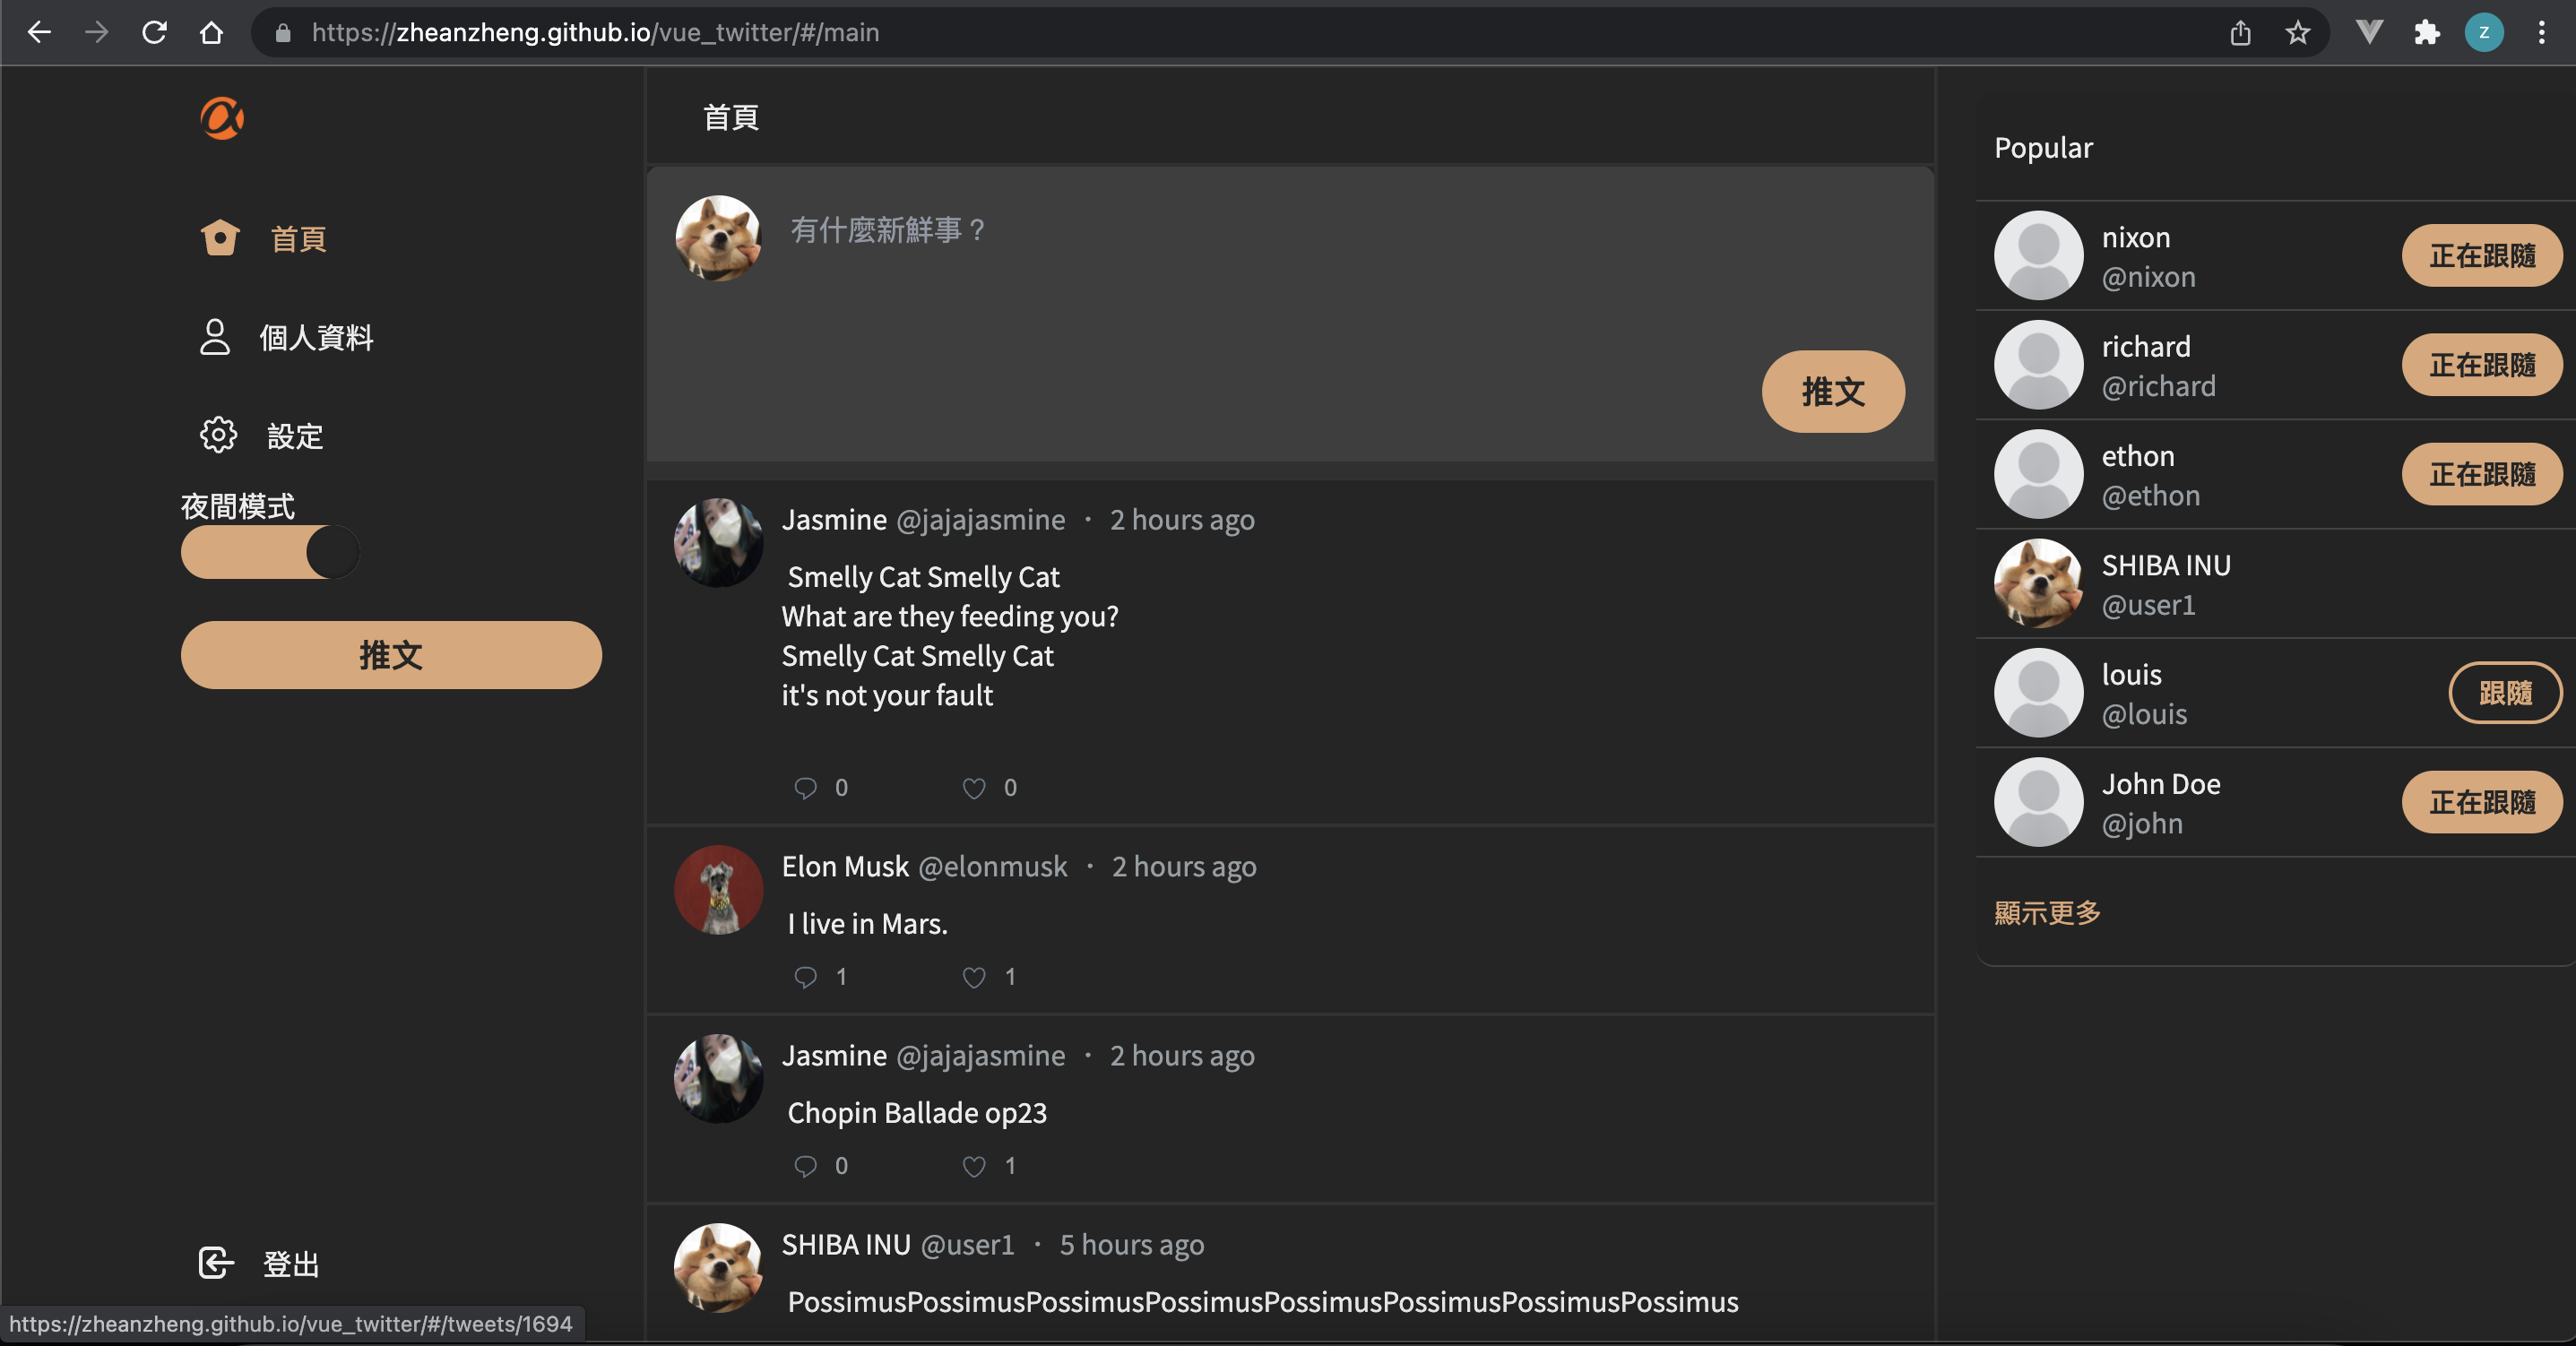 https://zheanzheng.github.io/vue_twitter/#/main
Z
首頁
個人資料
設定
夜間模式
推文
登出
首頁
有什麼新鮮事？
推文
Jasmine @jajajasmine · 2 hours ago
Smelly Cat Smelly Cat
What are they feeding you?
Smelly Cat Smelly Cat
it's not your fault
0 0
Elon Musk @elonmusk · 2 hours ago
I live in Mars.
1 1
Jasmine @jajajasmine · 2 hours ago
Chopin Ballade op23
0 1
SHIBA INU @user1 · 5 hours ago
PossimusPossimusPossimusPossimusPossimusPossimusPossimusPossimus
Popular
nixon
@nixon
正在跟隨
richard
@richard
正在跟隨
ethon
@ethon
正在跟隨
SHIBA INU
@user1
louis
@louis
跟隨
John Doe
@john
正在跟隨
顯示更多
https://zheanzheng.github.io/vue_twitter/#/tweets/1694